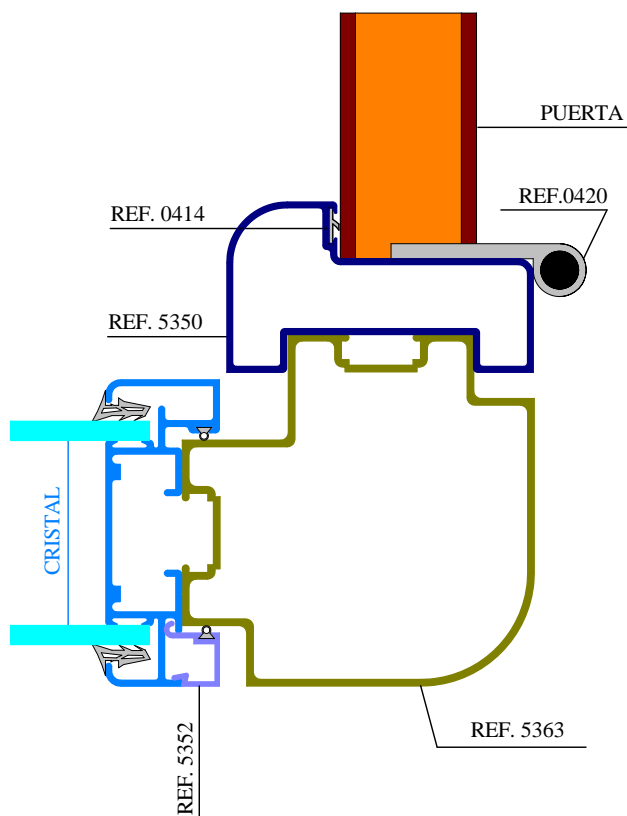 PUERTA
REF.0420
REF. 0414
REF. 5350
CRISTAL
REF. 5352
REF. 5363